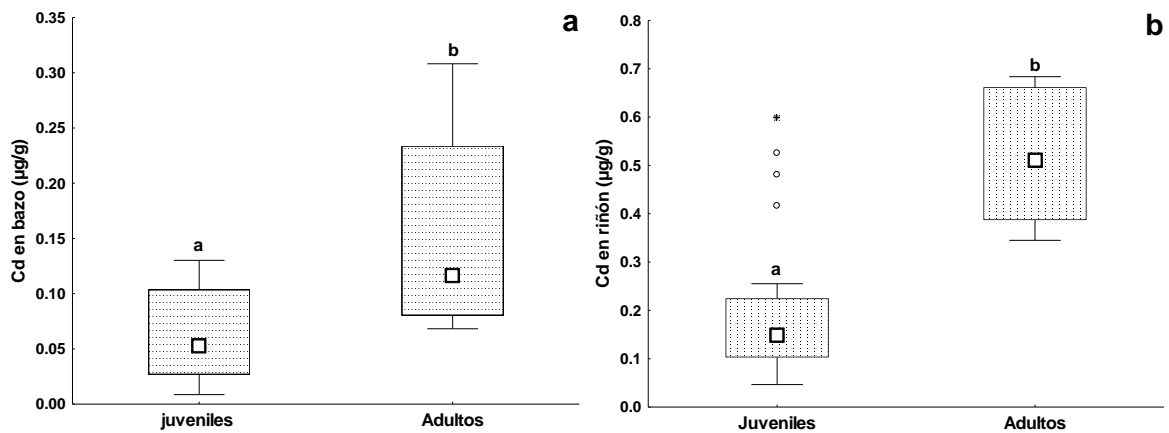 a
Cd en bazo (µg/g)
0.35
0.30
0.25
0.20
0.15
0.10
0.05
0.00
a
b
juveniles
Adultos
b
Cd en riñón (µg/g)
0.8
0.7
0.6
0.5
0.4
0.3
0.2
0.1
0.0
a
b
Juveniles
Adultos